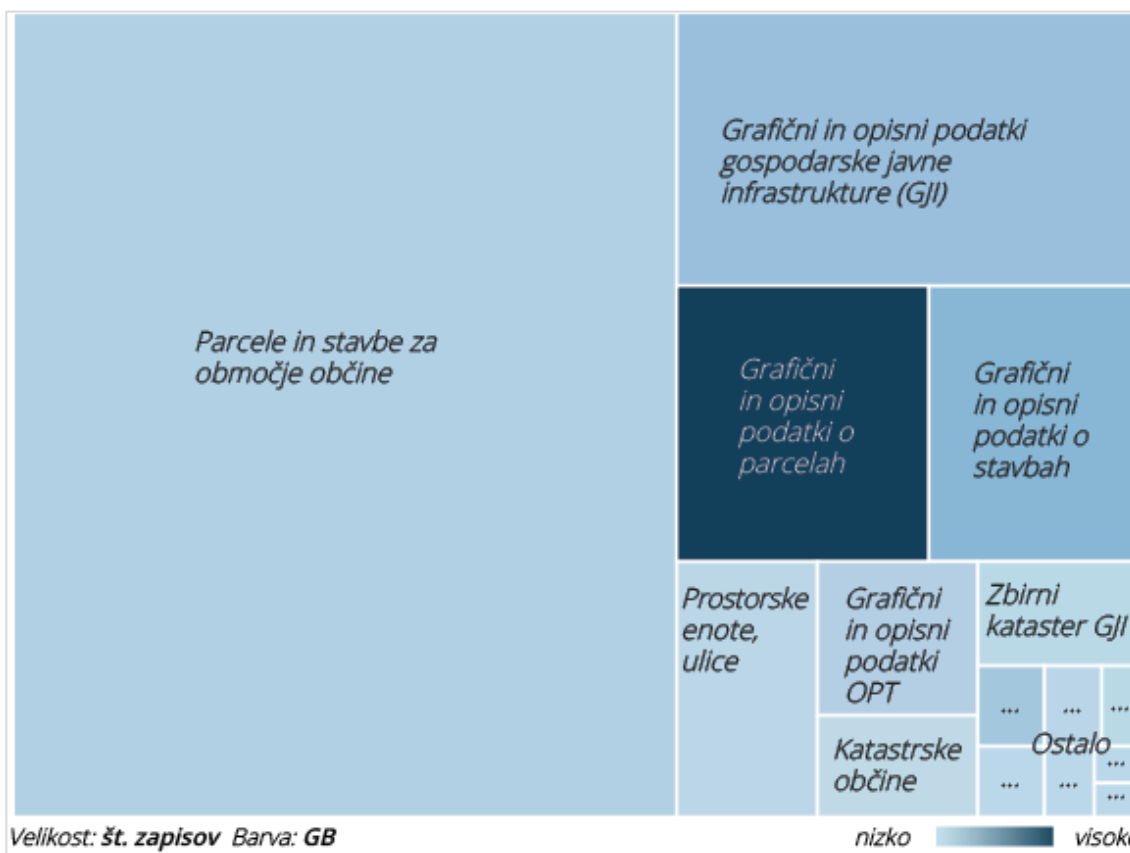 Grafični in opisni podatki
gospodarske javne
infrastrukture (GJI)
Parcele in stavbe za
območje občine
Grafični
in opisni
podatki o
parcelah
Grafični
in opisni
podatki o
stavbah
Prostorske
enote,
ulice
Grafični
in opisni
podatki
OPT
Zbirni
kataster GJI
Katastrske
občine
... ... ...
Ostalo
...
... ...
...
Velikost: št. zapisov Barva: GB
nizko visoko